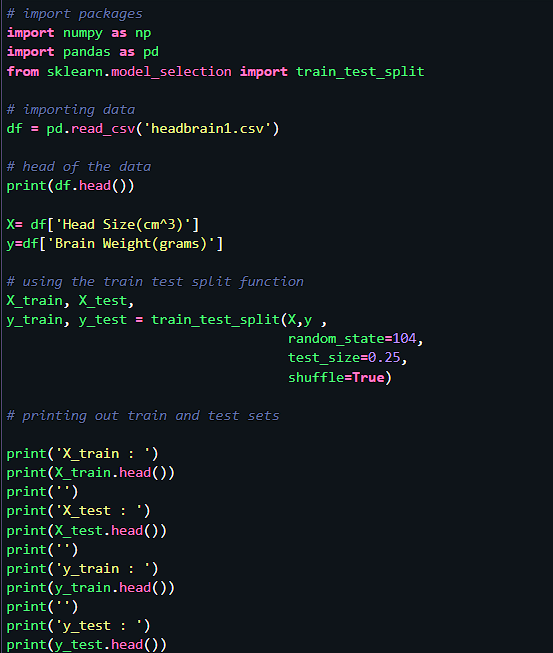 # import packages
import numpy as np
import pandas as pd
from sklearn.model_selection import train_test_split
# importing data
df = pd.read_csv('headbrain1.csv')
# head of the data
print(df.head())
X= df['Head Size(cm^3)']
y=df['Brain Weight(grams)']
# using the train test split function
X_train, X_test,
y_train, y_test = train_test_split(X,y ,
random_state=104,
test_size=0.25,
shuffle=True)
# printing out train and test sets
print('X_train : ')
print(X_train.head())
print('')
print('X_test : ')
print(X_test.head())
print('')
print('y_train : ')
print(y_train.head())
print('')
print('y_test : ')
print(y_test.head())